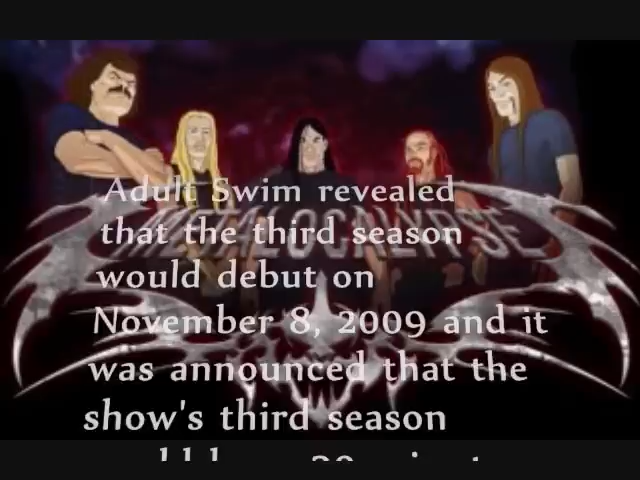 Adult Swim revealed
METALOCALYPSE
that the third season
would debut on
November 8, 2009 and it
was announced that the
show's third season